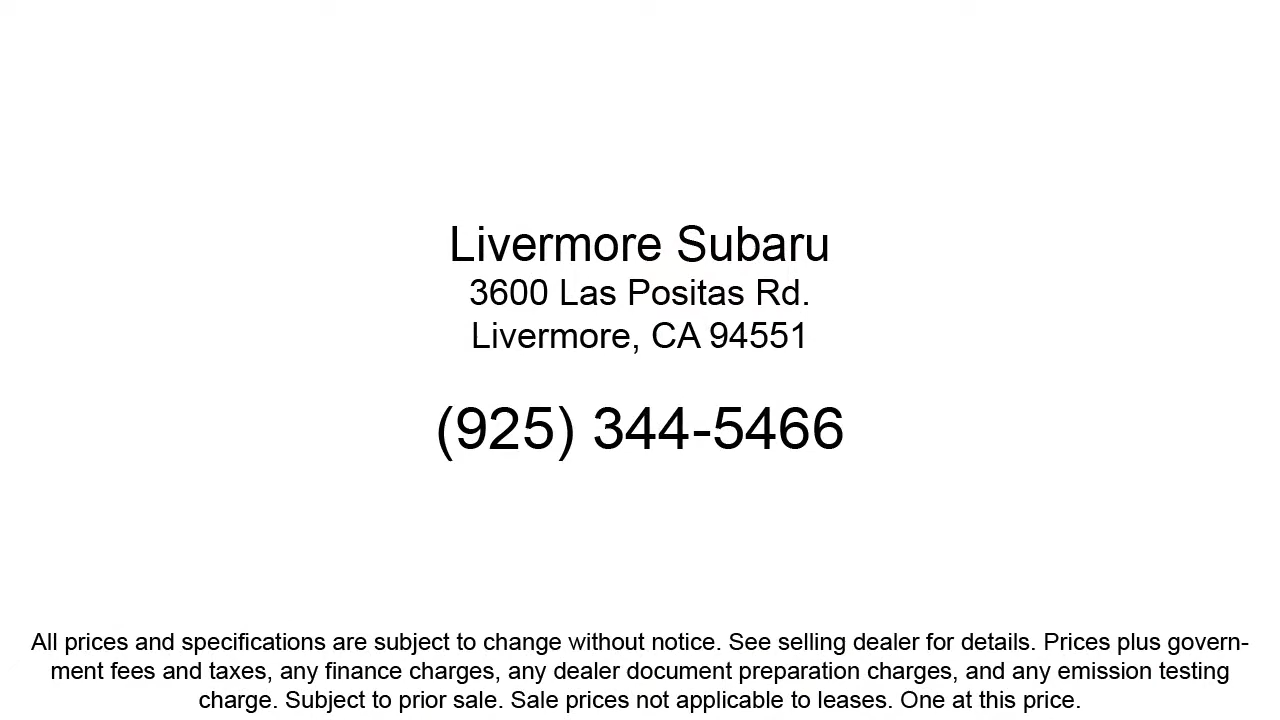 Livermore Subaru
3600 Las Positas Rd.
Livermore, CA 94551
(925) 344-5466
All prices and specifications are subject to change without notice. See selling dealer for details. Prices plus govern-
ment fees and taxes, any finance charges, any dealer document preparation charges, and any emission testing
charge. Subject to prior sale. Sale prices not applicable to leases. One at this price.